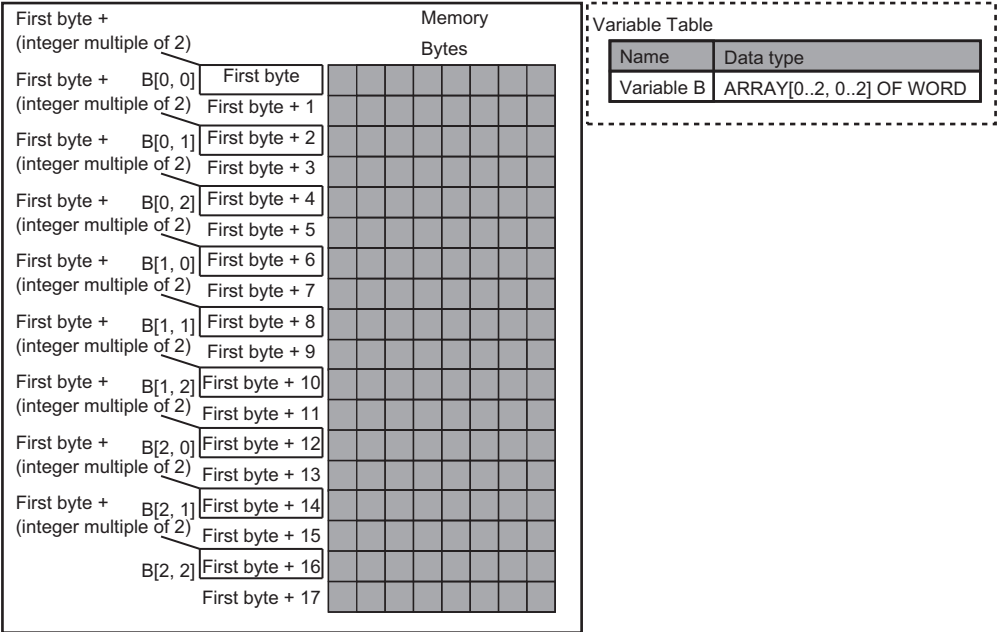 First byte +
(integer multiple of 2)
Memory
Bytes
B[0, 0] First byte
First byte +
(integer multiple of 2)
First byte + 1
B[0, 1] First byte + 2
First byte +
(integer multiple of 2)
First byte + 3
B[0, 2] First byte + 4
First byte +
(integer multiple of 2)
First byte + 5
B[1, 0] First byte + 6
First byte +
(integer multiple of 2)
First byte + 7
B[1, 1] First byte + 8
First byte +
(integer multiple of 2)
First byte + 9
B[1, 2] First byte + 10
First byte +
(integer multiple of 2)
First byte + 11
B[2, 0] First byte + 12
First byte +
(integer multiple of 2)
First byte + 13
B[2, 1] First byte + 14
First byte +
(integer multiple of 2)
First byte + 15
B[2, 2] First byte + 16
First byte + 17
Variable Table
Name Data type
Variable B ARRAY[0..2, 0..2] OF WORD